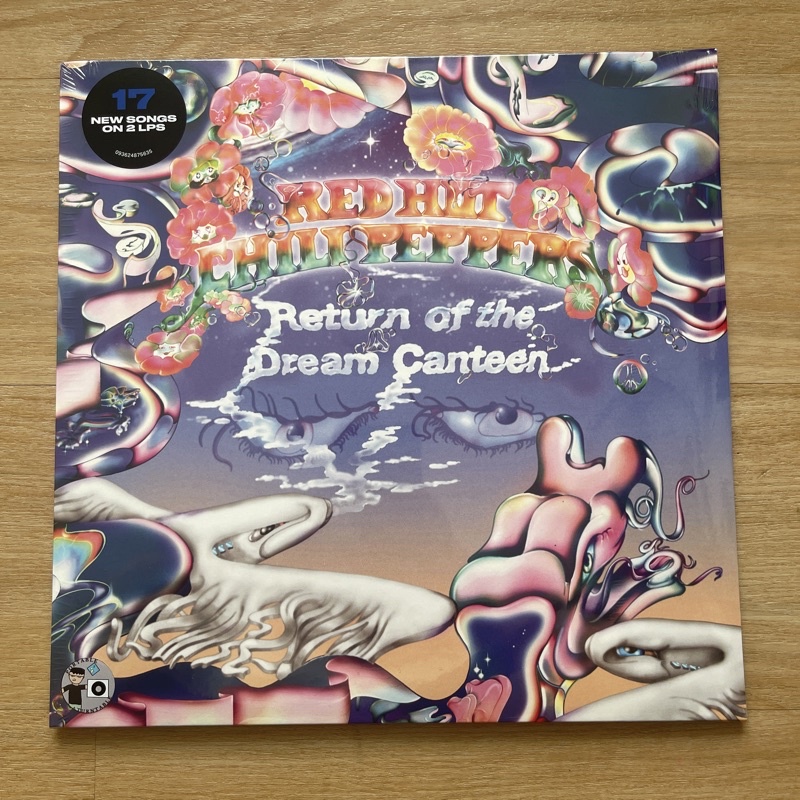 17
NEW SONGS
ON 2 LPS
093624875635
RED HOT
CHILI PEPPERS
Return of the
Dream Canteen